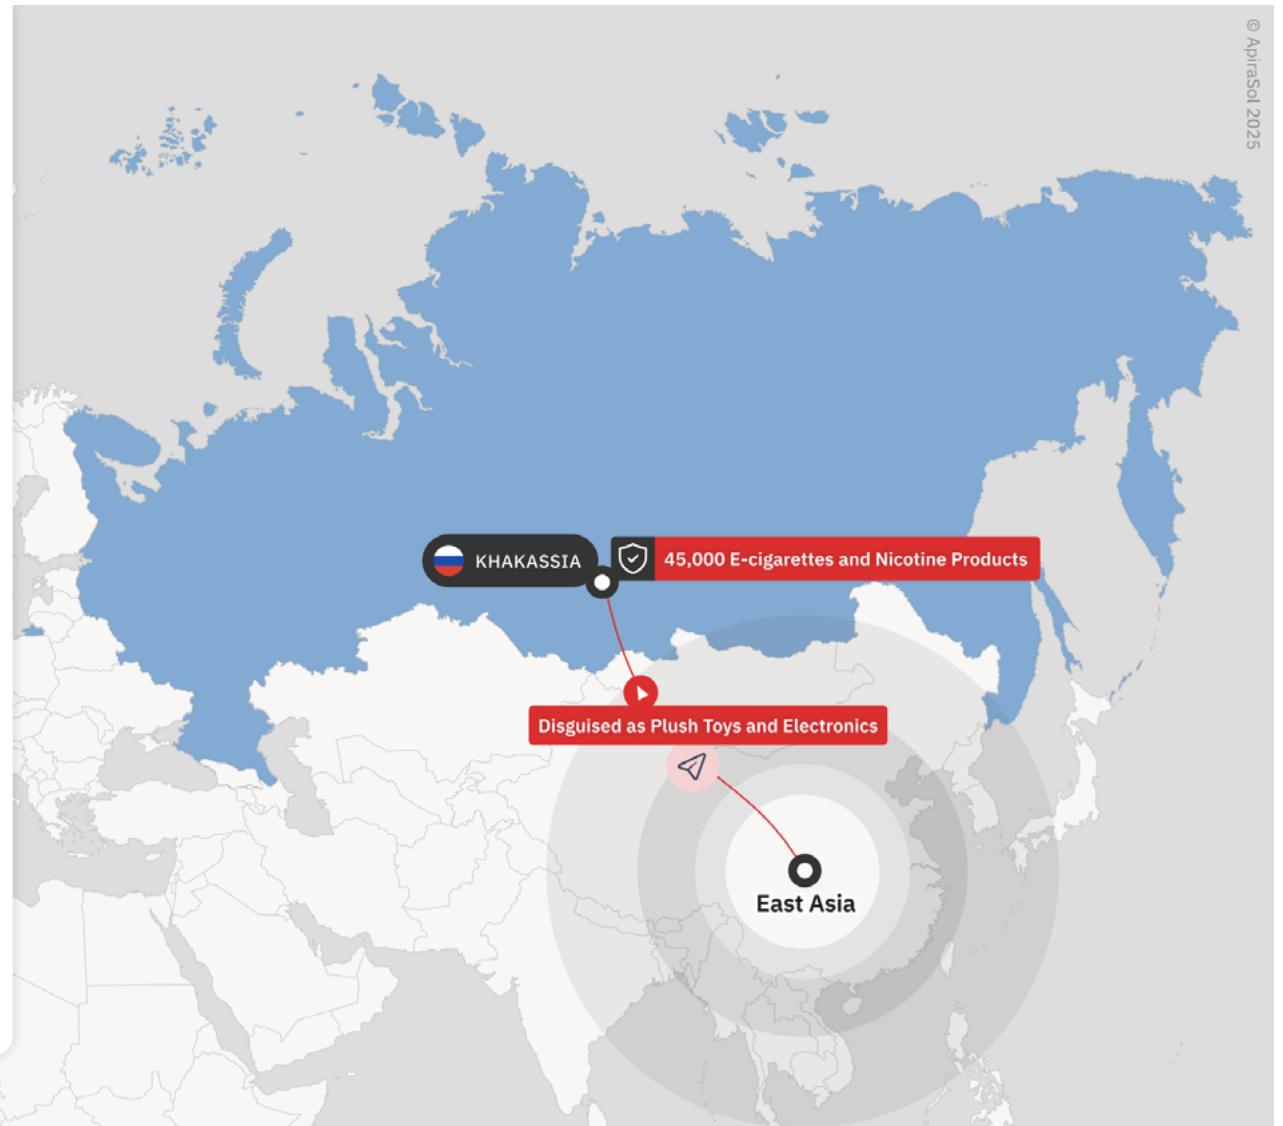 © ApiraSol 2025
KHAKASSIA
45,000 E-cigarettes and Nicotine Products
Disguised as Plush Toys and Electronics
East Asia